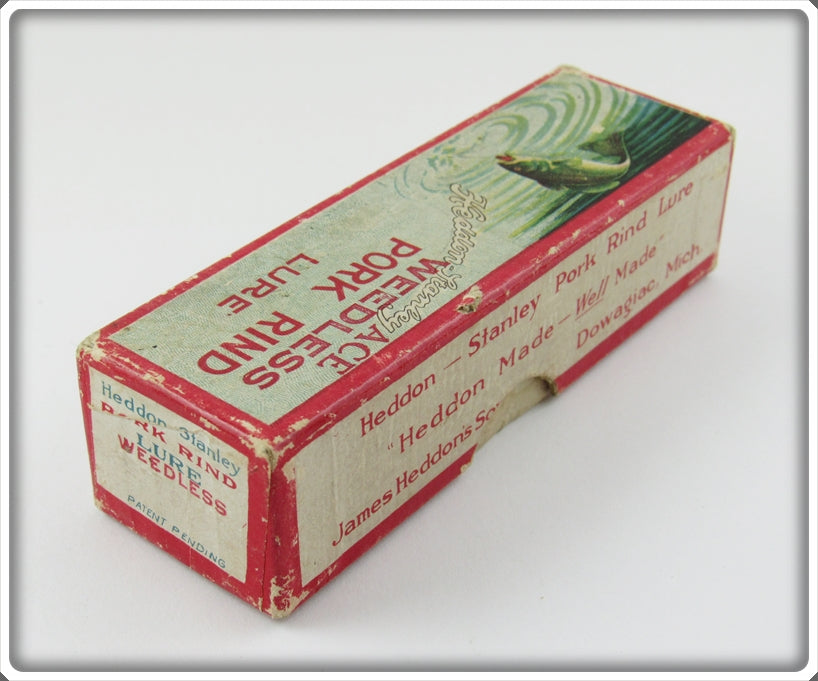 Heddon-Stanley
ACE
WEEDLESS
PORK RIND
LURE
Heddon — Stanley Pork Rind Lure
"Heddon Made — Well Made"
James Heddon's
Dowagiac, Mich.
Heddon Stanley
PORK RIND
LURE
WEEDLESS
PATENT PENDING